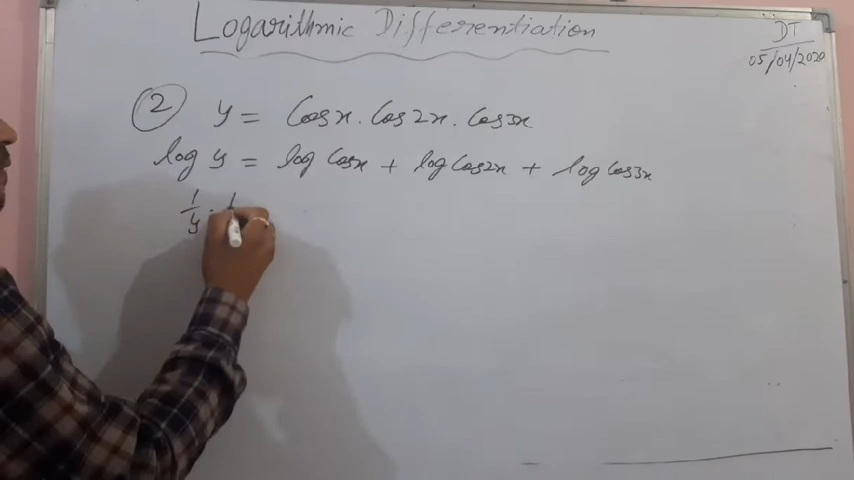 Logarithmic Differentiation
DT
05/04/2020
2 y = Cosx . Cos2x . Cos3x
log y = log Cosx + log Cos2x + log Cos3x
1/y .